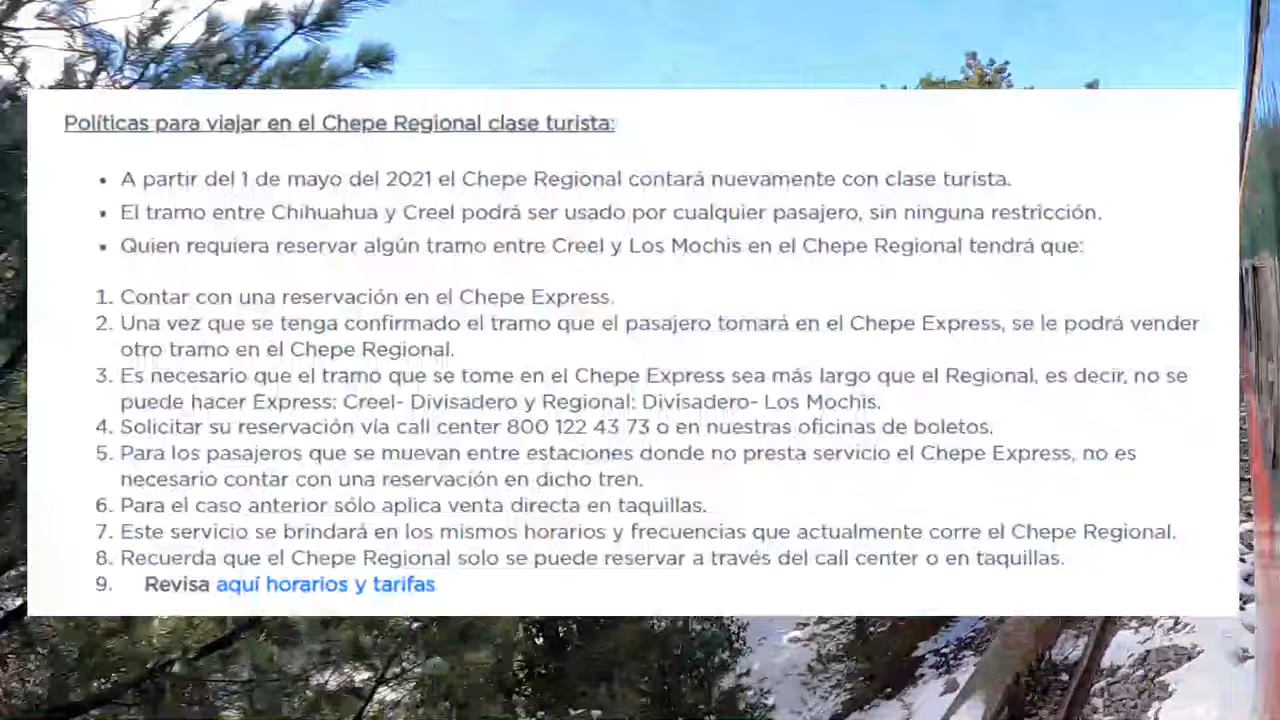 Políticas para viajar en el Chepe Regional clase turista:
• A partir del 1 de mayo del 2021 el Chepe Regional contará nuevamente con clase turista.
• El tramo entre Chihuahua y Creel podrá ser usado por cualquier pasajero, sin ninguna restricción.
• Quien requiera reservar algún tramo entre Creel y Los Mochis en el Chepe Regional tendrá que:
1. Contar con una reservación en el Chepe Express.
2. Una vez que se tenga confirmado el tramo que el pasajero tomará en el Chepe Express, se le podrá vender
otro tramo en el Chepe Regional.
3. Es necesario que el tramo que se tome en el Chepe Express sea más largo que el Regional, es decir, no se
puede hacer Express: Creel- Divisadero y Regional: Divisadero- Los Mochis.
4. Solicitar su reservación vía call center 800 122 43 73 o en nuestras oficinas de boletos.
5. Para los pasajeros que se muevan entre estaciones donde no presta servicio el Chepe Express, no es
necesario contar con una reservación en dicho tren.
6. Para el caso anterior sólo aplica venta directa en taquillas.
7. Este servicio se brindará en los mismos horarios y frecuencias que actualmente corre el Chepe Regional.
8. Recuerda que el Chepe Regional solo se puede reservar a través del call center o en taquillas.
9. Revisa aquí horarios y tarifas